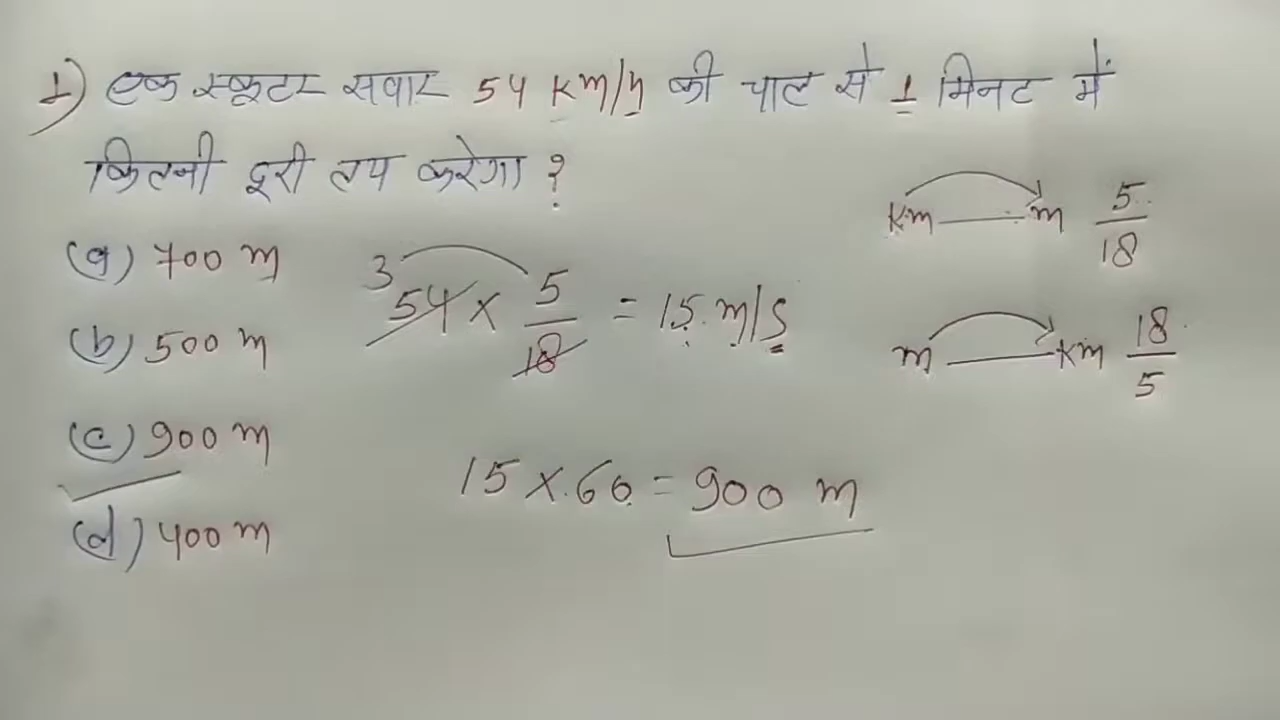 1) एक स्कूटर सवार 54 Km/h की चाल से 1 मिनट में
कितनी दूरी तय करेगा ?
(a) 700 m
(b) 500 m
(c) 900 m
(d) 400 m
3
54 × 5/18 = 15 m/s
15 × 60 = 900 m
Km — m 5/18
m — Km 18/5